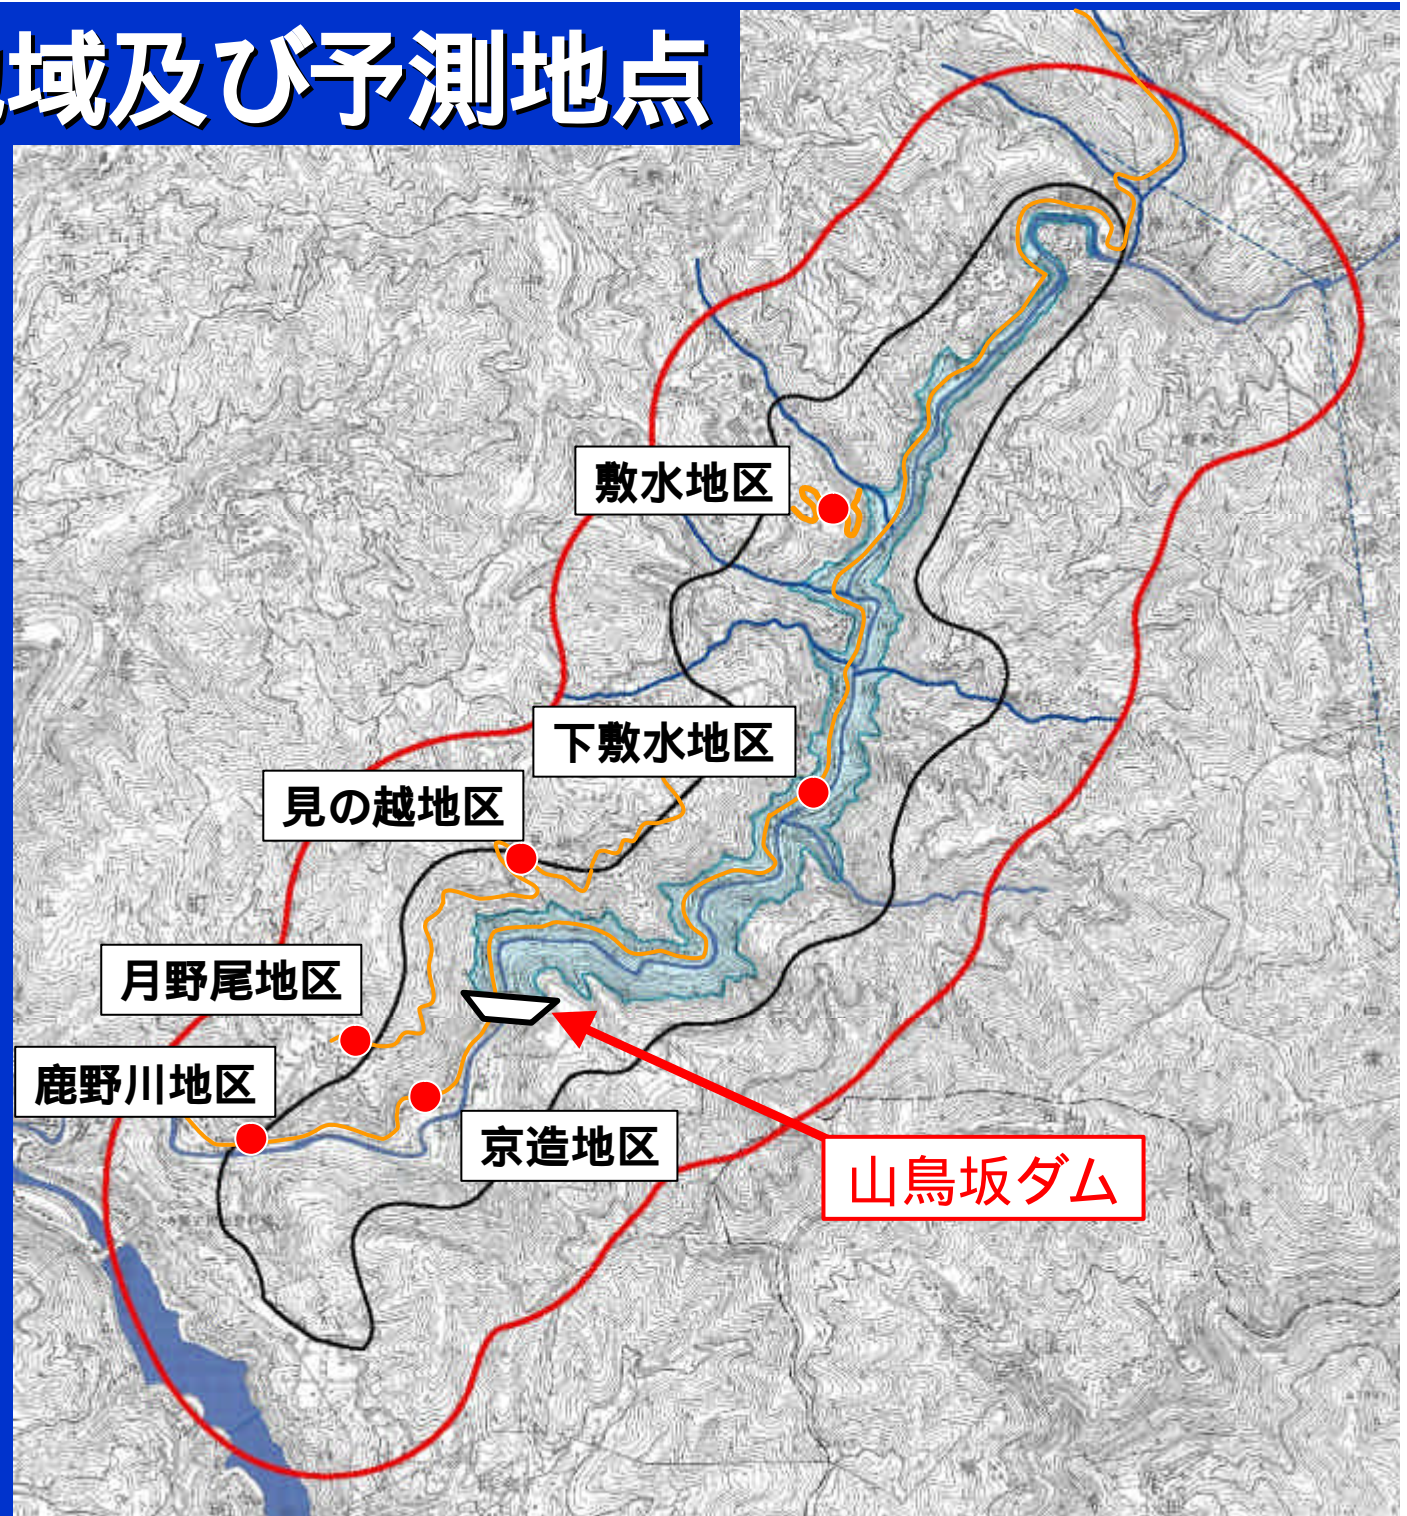 域及び予測地点
敷水地区
下敷水地区
見の越地区
月野尾地区
鹿野川地区
京造地区
山鳥坂ダム